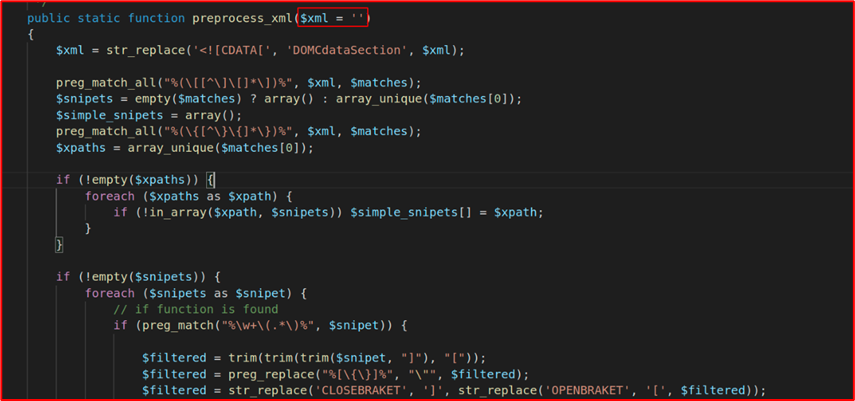 public static function preprocess_xml($xml = '')
{
$xml = str_replace('<![CDATA[', 'DOMCdataSection', $xml);
preg_match_all("%(\[[^\]\[]*\])%", $xml, $matches);
$snipets = empty($matches) ? array() : array_unique($matches[0]);
$simple_snipets = array();
preg_match_all("%(\{[^\}\{]*\})%", $xml, $matches);
$xpaths = array_unique($matches[0]);
if (!empty($xpaths)) {
foreach ($xpaths as $xpath) {
if (!in_array($xpath, $snipets)) $simple_snipets[] = $xpath;
}
}
if (!empty($snipets)) {
foreach ($snipets as $snipet) {
// if function is found
if (preg_match("%\w+\(.*\)%", $snipet)) {
$filtered = trim(trim(trim($snipet, "]"), "["));
$filtered = preg_replace("%[\{\}]%", "\"", $filtered);
$filtered = str_replace('CLOSEBRAKET', ']', str_replace('OPENBRAKET', '[', $filtered));